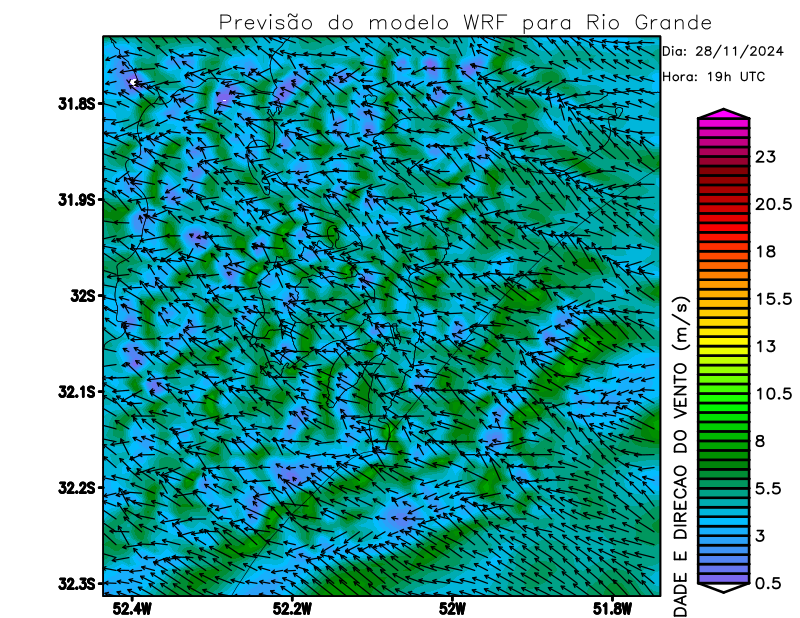 Previsão do modelo WRF para Rio Grande
Dia: 28/11/2024
Hora: 19h UTC
31.8S
31.9S
32S
32.1S
32.2S
32.3S
52.4W
52.2W
52W
51.8W
23
20.5
18
15.5
13
10.5
8
5.5
3
0.5
DADE E DIRECAO DO VENTO (m/s)